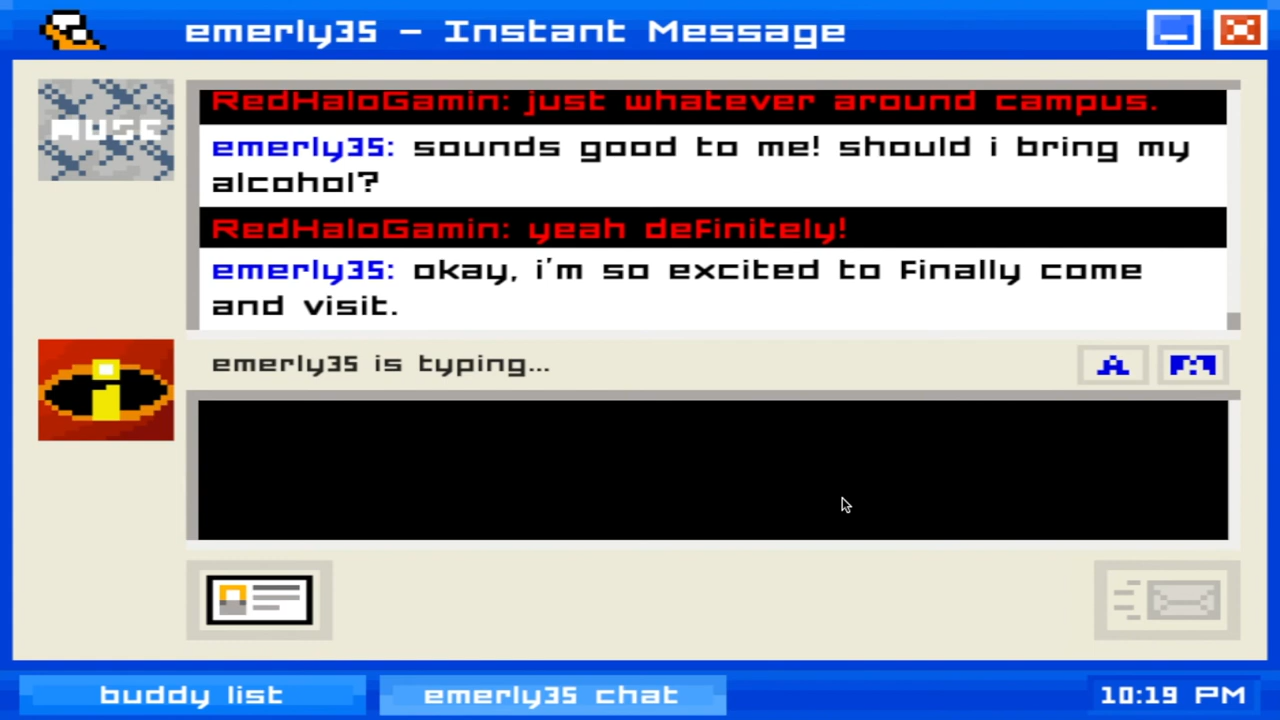 emerly35 - Instant Message
MUSE
RedHaloGamin: just whatever around campus.
emerly35: sounds good to me! should i bring my
alcohol?
RedHaloGamin: yeah definitely!
emerly35: okay, i'm so excited to finally come
and visit.
i
emerly35 is typing...
A
buddy list
emerly35 chat
10:19 PM